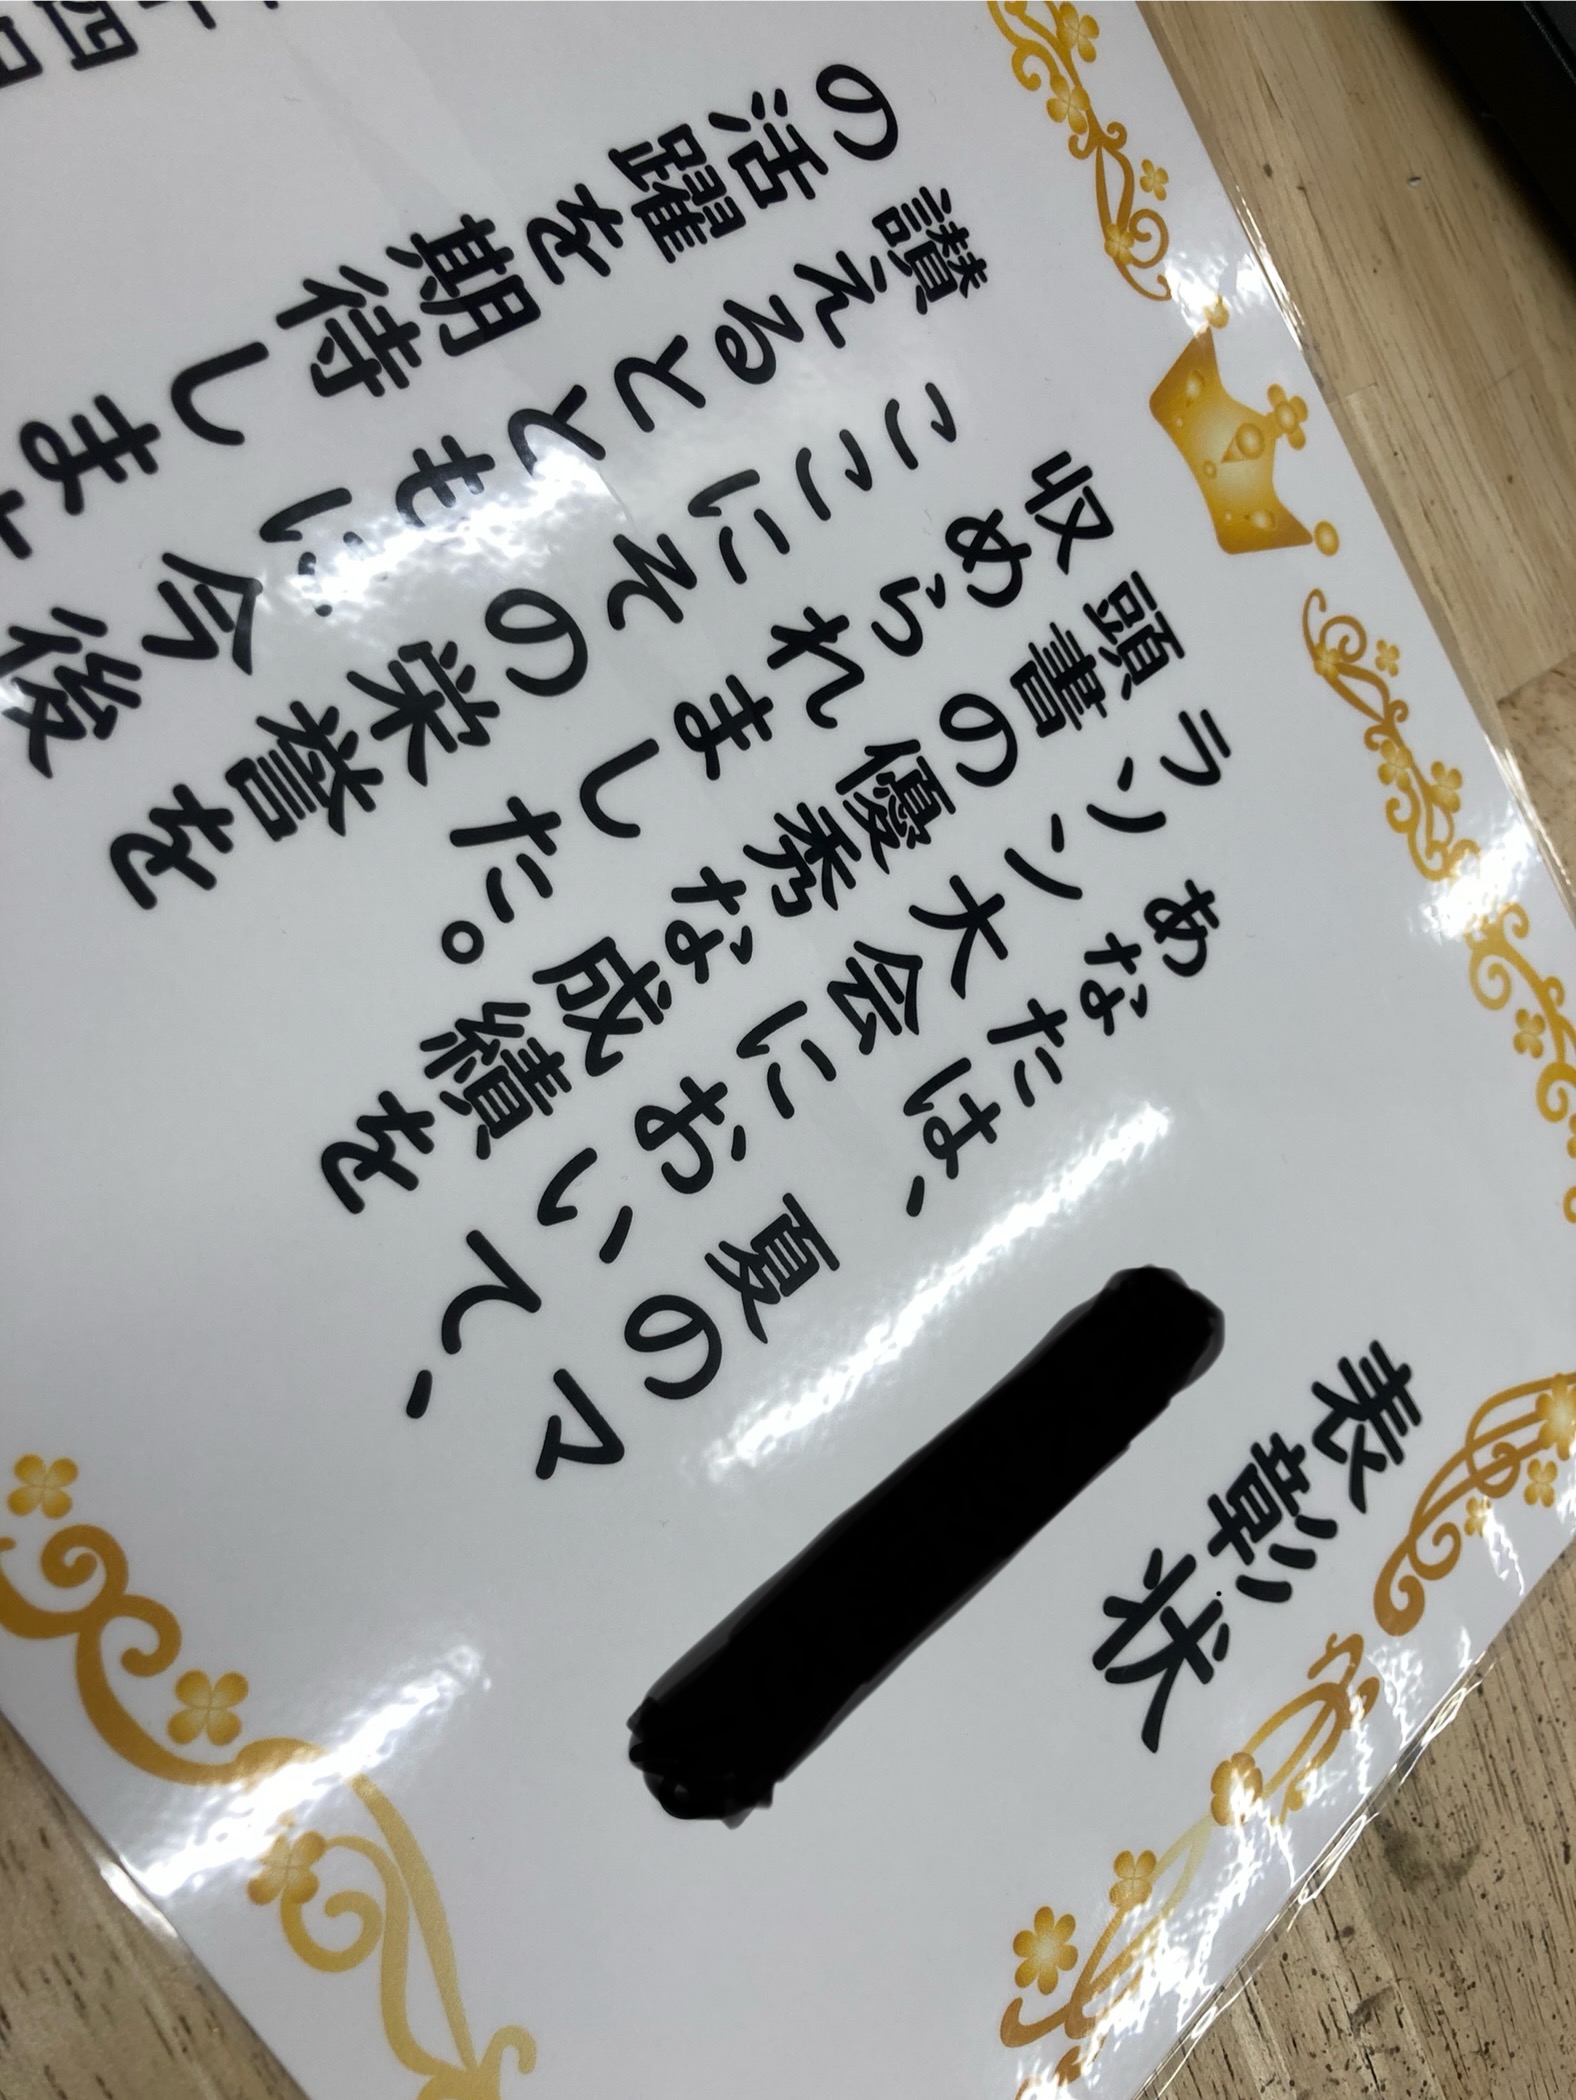 表彰状
あなたは、夏のマ
ラソン大会において、
頭書の優秀な成績を
収められました。
ここにその栄誉を
讃えるとともに今後
の活躍を期待しま
四